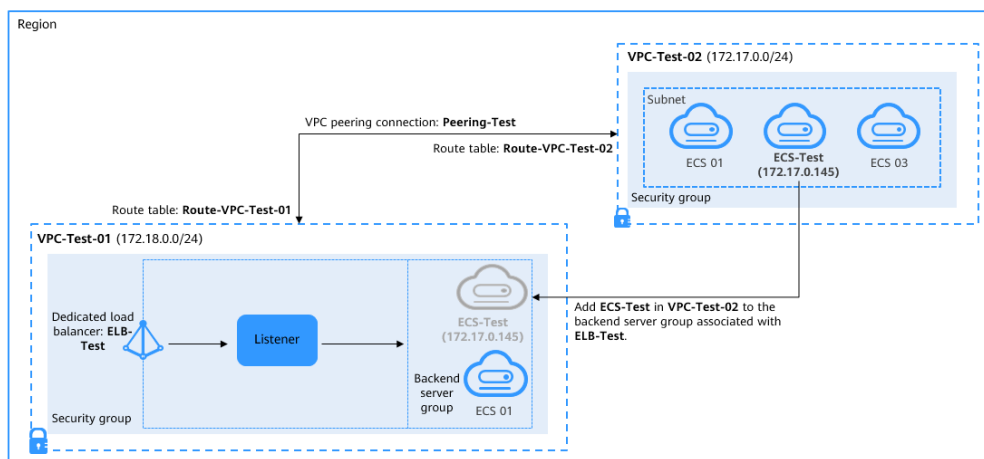 Region
VPC-Test-02 (172.17.0.0/24)
Subnet
ECS 01
ECS-Test
(172.17.0.145)
ECS 03
Security group
VPC peering connection: Peering-Test
Route table: Route-VPC-Test-02
Route table: Route-VPC-Test-01
VPC-Test-01 (172.18.0.0/24)
Dedicated load
balancer: ELB-
Test
Listener
ECS-Test
(172.17.0.145)
Backend
server
group
ECS 01
Security group
Add ECS-Test in VPC-Test-02 to the
backend server group associated with
ELB-Test.